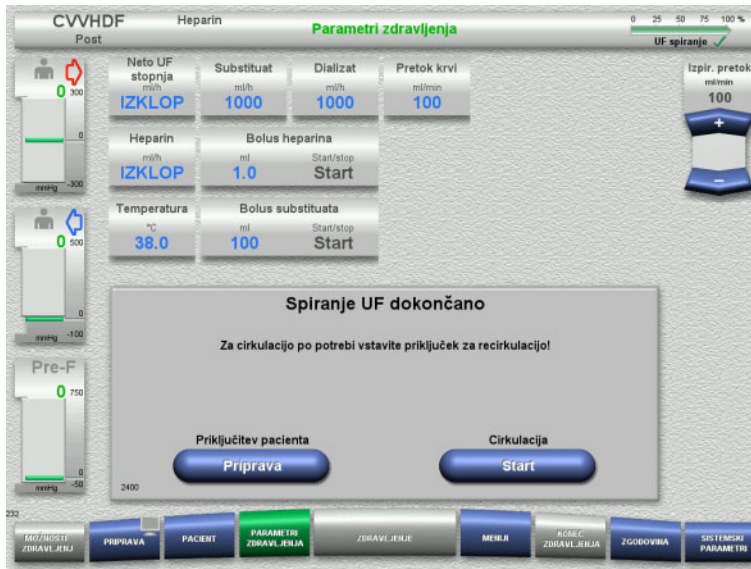 CVVHDF Heparin
Post
Parametri zdravljenja
0 25 50 75 100 %
UF spiranje
0 300
0
mmHg -300
Neto UF
stopnja
ml/h
IZKLOP
Substituat
ml/h
1000
Dializat
ml/h
1000
Pretok krvi
ml/min
100
Izpir. pretok
ml/min
100
+
–
Heparin
ml/h
IZKLOP
Bolus heparina
ml Start/stop
1.0 Start
Temperatura
°C
38.0
Bolus substituata
ml Start/stop
100 Start
0 500
0
mmHg -100
Pre-F
0 750
0
mmHg -50
Spiranje UF dokončano
Za cirkulacijo po potrebi vstavite priključek za recirkulacijo!
Priključitev pacienta
Priprava
Cirkulacija
Start
2400
232
MOŽNOSTI
ZDRAVLJENJ
PRIPRAVA
PACIENT
PARAMETRI
ZDRAVLJENJA
ZDRAVLJENJE
MENIJI
KONEC
ZDRAVLJENJA
ZGODOVINA
SISTEMSKI
PARAMETRI